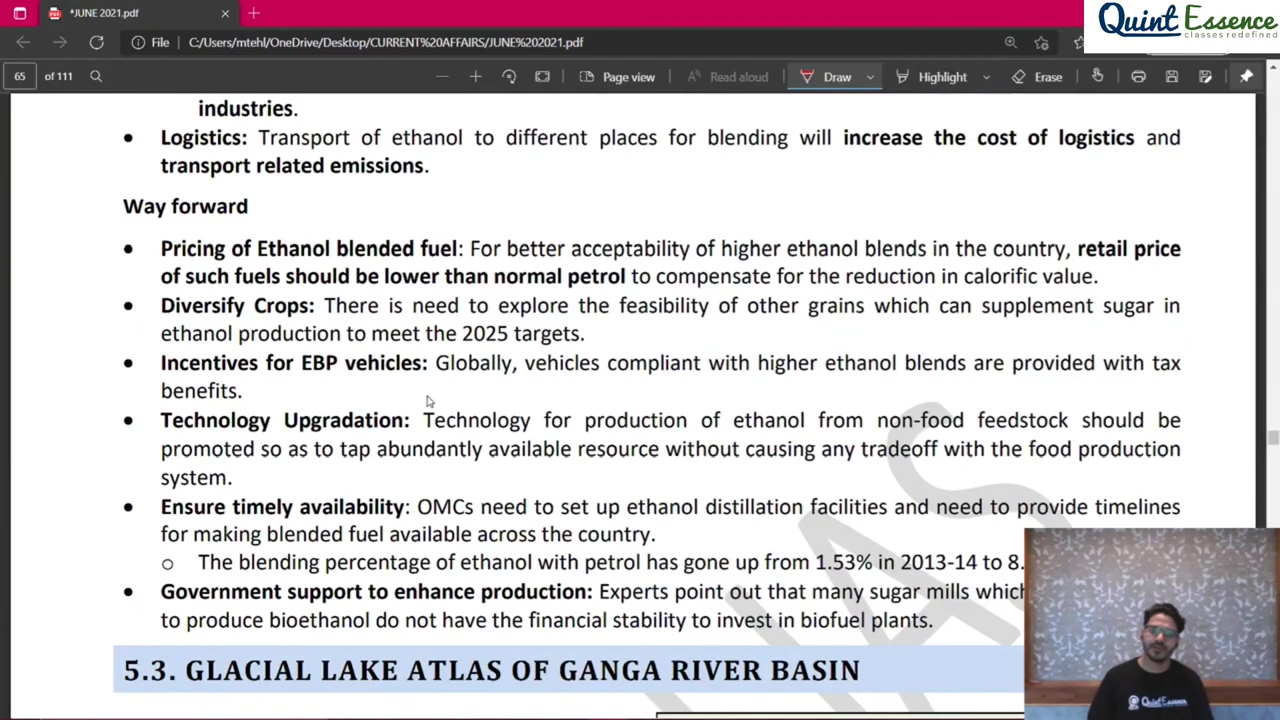 *JUNE 2021.pdf
Quint Essence
classes redefined
File C:/Users/mtehl/OneDrive/Desktop/CURRENT%20AFFAIRS/JUNE%202021.pdf
65 of 111 Page view Read aloud Draw Highlight Erase
industries.
• Logistics: Transport of ethanol to different places for blending will increase the cost of logistics and
transport related emissions.
Way forward
• Pricing of Ethanol blended fuel: For better acceptability of higher ethanol blends in the country, retail price
of such fuels should be lower than normal petrol to compensate for the reduction in calorific value.
• Diversify Crops: There is need to explore the feasibility of other grains which can supplement sugar in
ethanol production to meet the 2025 targets.
• Incentives for EBP vehicles: Globally, vehicles compliant with higher ethanol blends are provided with tax
benefits.
• Technology Upgradation: Technology for production of ethanol from non-food feedstock should be
promoted so as to tap abundantly available resource without causing any tradeoff with the food production
system.
• Ensure timely availability: OMCs need to set up ethanol distillation facilities and need to provide timelines
for making blended fuel available across the country.
o The blending percentage of ethanol with petrol has gone up from 1.53% in 2013-14 to 8.
• Government support to enhance production: Experts point out that many sugar mills which
to produce bioethanol do not have the financial stability to invest in biofuel plants.
5.3. GLACIAL LAKE ATLAS OF GANGA RIVER BASIN
IAS
Quint Essence